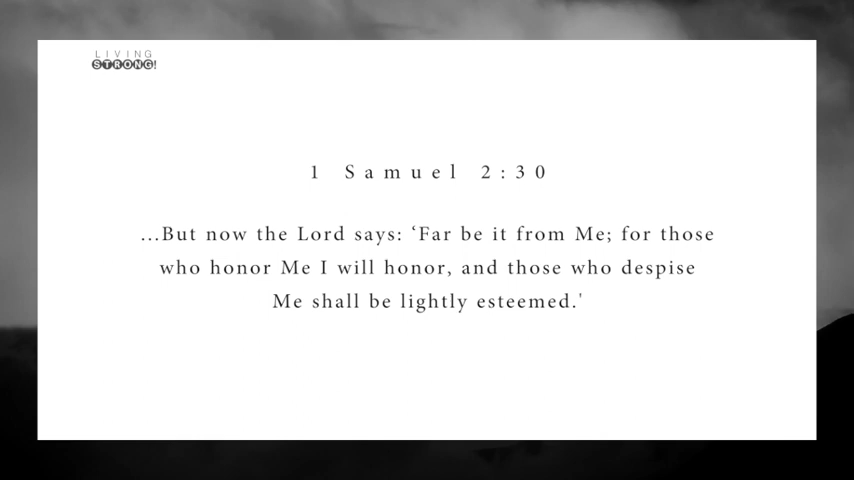 LIVING
STRONG!
1 Samuel 2:30
...But now the Lord says: ‘Far be it from Me; for those
who honor Me I will honor, and those who despise
Me shall be lightly esteemed.'